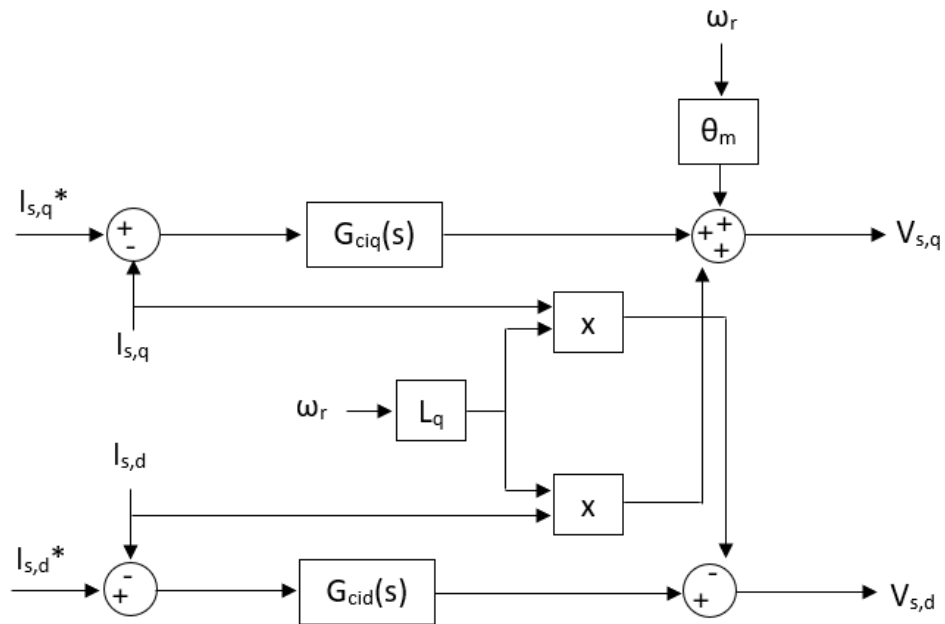 ωr
θm
Is,q*
+
-
Gciq(s)
+ +
+
Vs,q
Is,q
x
ωr
Lq
Is,d
x
Is,d*
-
+
Gcid(s)
-
+
Vs,d